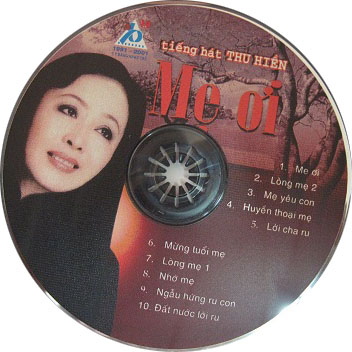 1981 - 2001
tiếng hát THU HIỀN
Mẹ ơi
1. Mẹ ơi
2. Lòng mẹ 2
3. Mẹ yêu con
4. Huyền thoại mẹ
5. Lời cha ru
6. Mừng tuổi mẹ
7. Lòng mẹ 1
8. Nhớ mẹ
9. Ngẫu hứng ru con
10. Đất nước lời ru